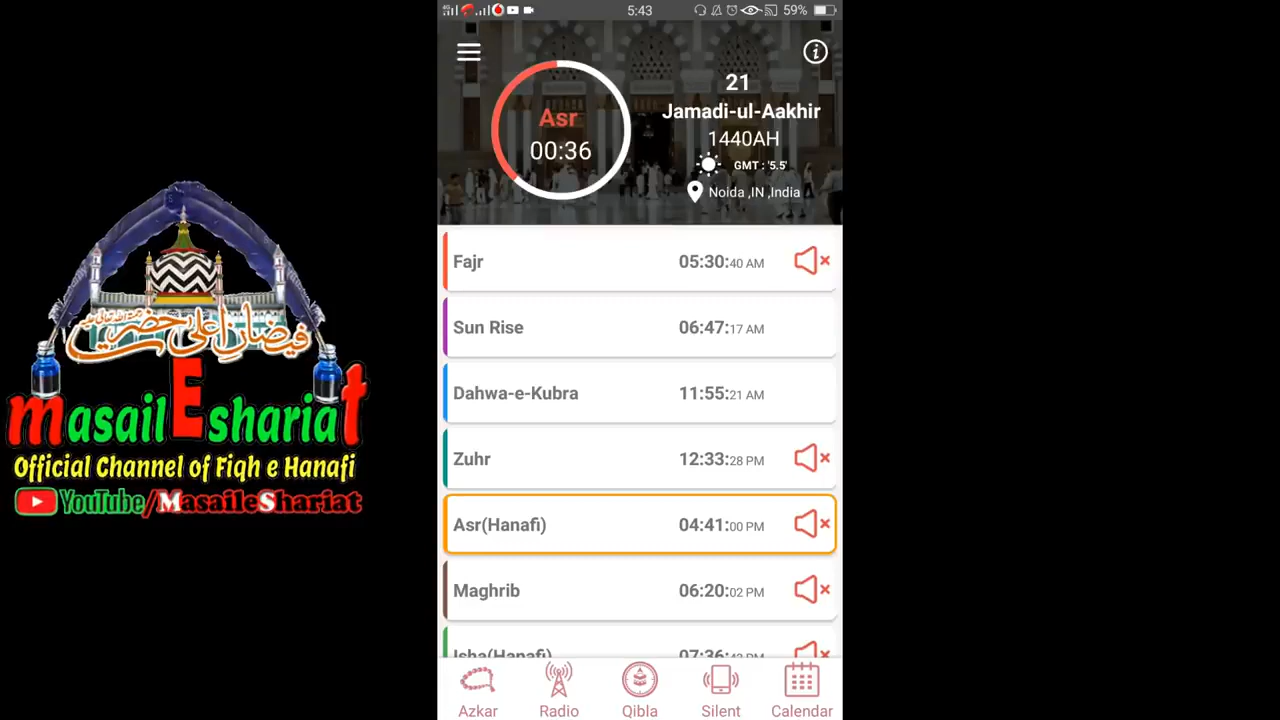 فیضانِ اعلیٰ حضرت
MasailEshariat
Official Channel of Fiqh e Hanafi
YouTube/MasaileShariat
5:43
59%
Asr
00:36
21
Jamadi-ul-Aakhir
1440AH
GMT : '5.5'
Noida ,IN ,India
Fajr 05:30:40 AM
Sun Rise 06:47:17 AM
Dahwa-e-Kubra 11:55:21 AM
Zuhr 12:33:28 PM
Asr(Hanafi) 04:41:00 PM
Maghrib 06:20:02 PM
Isha(Hanafi) 07:36:43 PM
Azkar Radio Qibla Silent Calendar